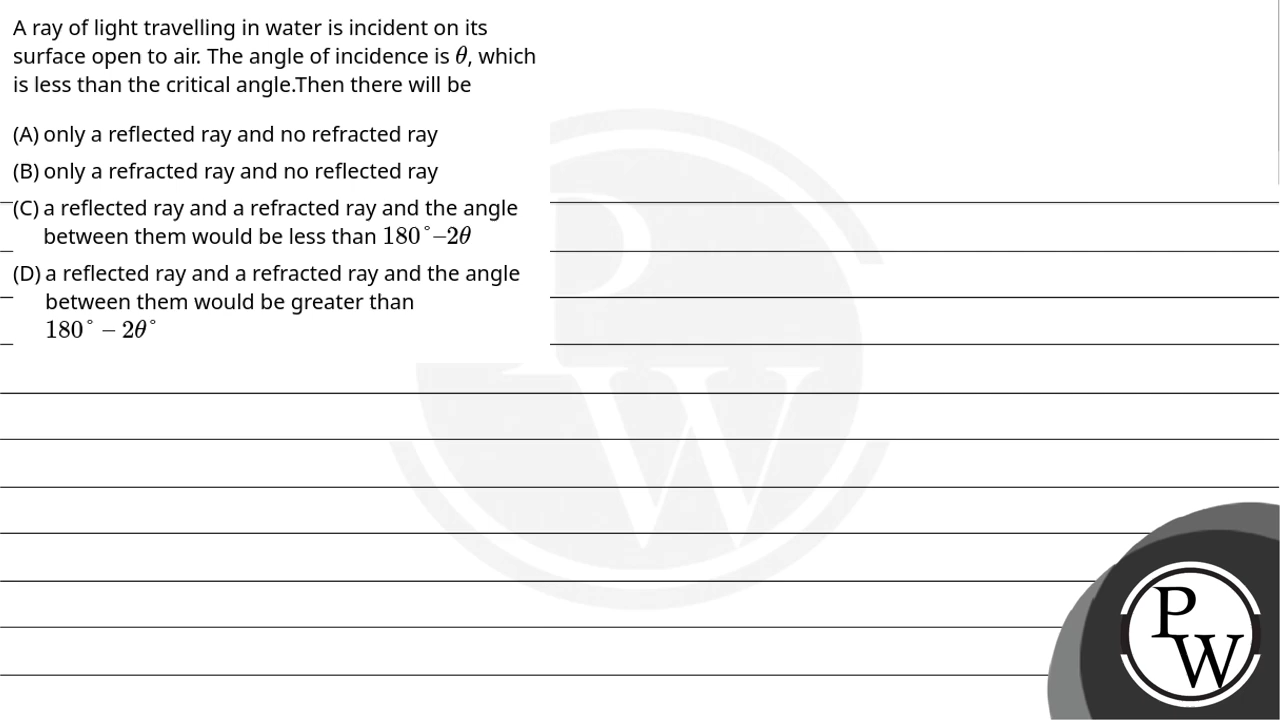 A ray of light travelling in water is incident on its
surface open to air. The angle of incidence is θ, which
is less than the critical angle.Then there will be
(A) only a reflected ray and no refracted ray
(B) only a refracted ray and no reflected ray
(C) a reflected ray and a refracted ray and the angle
between them would be less than 180˚–2θ
(D) a reflected ray and a refracted ray and the angle
between them would be greater than
180˚ – 2θ˚
PW
PW